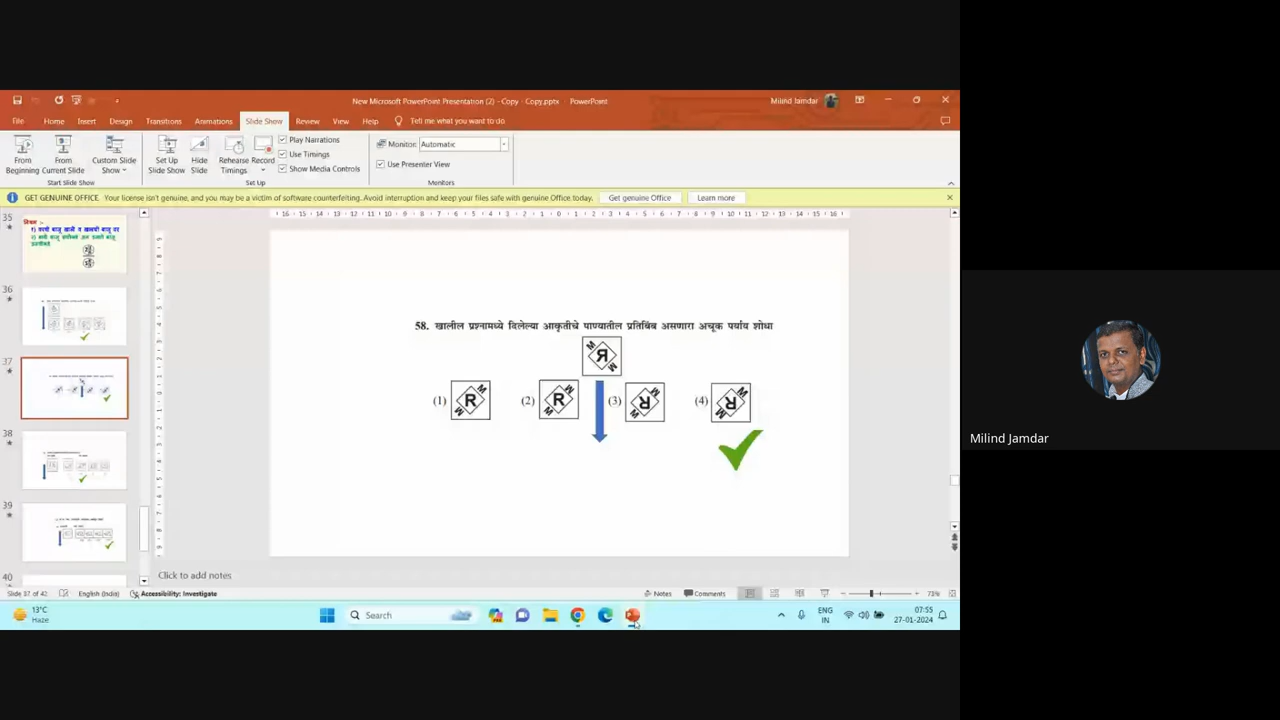 New Microsoft PowerPoint Presentation (2) - Copy - Copy.pptx - PowerPoint
Milind Jamdar
File Home Insert Design Transitions Animations Slide Show Review View Help Tell me what you want to do
From Beginning
From Current Slide
Custom Slide Show
Set Up Slide Show
Hide Slide
Rehearse Timings
Record
Play Narrations
Use Timings
Show Media Controls
Monitor: Automatic
Use Presenter View
Start Slide Show
Set Up
Monitors
GET GENUINE OFFICE Your license isn't genuine, and you may be a victim of software counterfeiting. Avoid interruption and keep your files safe with genuine Office today. Get genuine Office Learn more
35
36
37
38
39
40
58. खालील प्रश्नामध्ये दिलेल्या आकृतीचे पाण्यातील प्रतिबिंब असणारा अचूक पर्याय शोधा
(1) (2) (3) (4)
Click to add notes
Slide 37 of 42 English (India) Accessibility: Investigate Notes Comments 73%
13°C
Haze
Search
ENG
IN
07:55
27-01-2024
Milind Jamdar